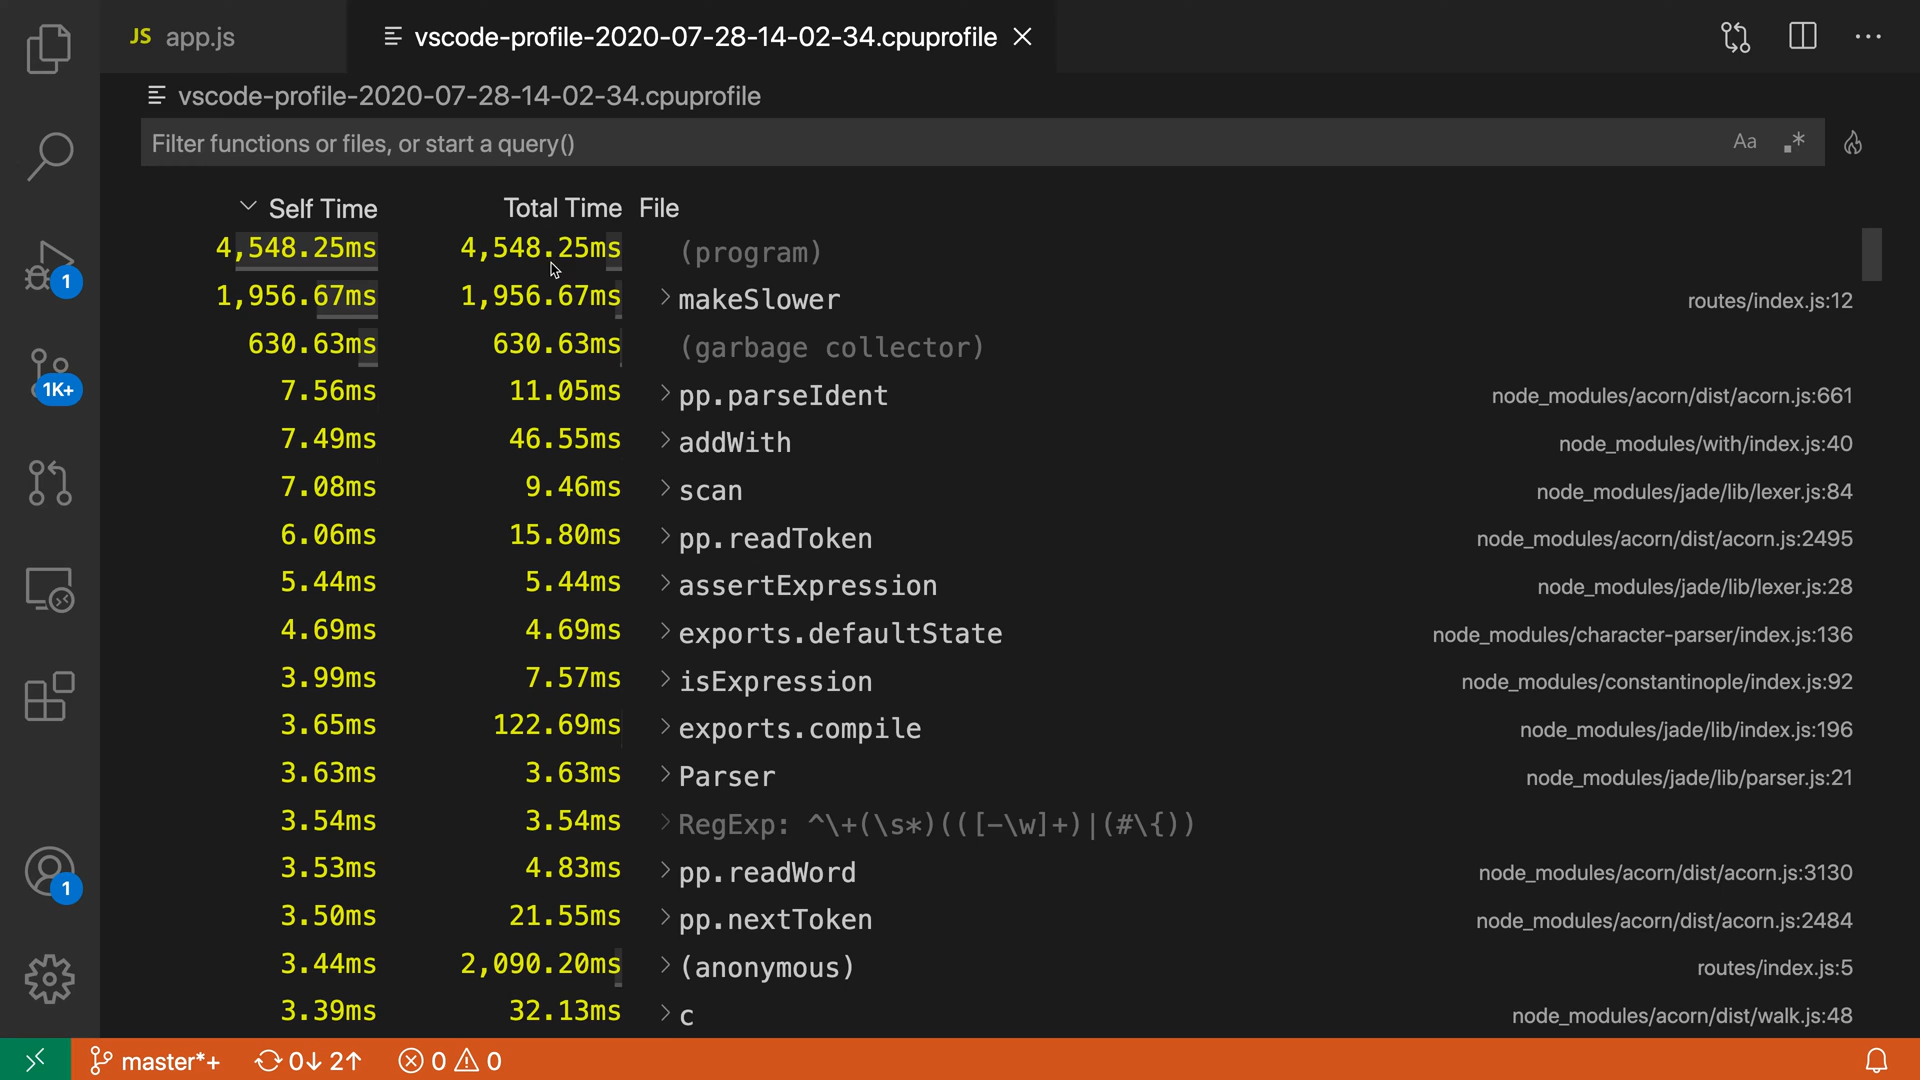 JS app.js
vscode-profile-2020-07-28-14-02-34.cpuprofile
vscode-profile-2020-07-28-14-02-34.cpuprofile
Filter functions or files, or start a query() Aa .*
Self Time Total Time File
4,548.25ms 4,548.25ms (program)
1,956.67ms 1,956.67ms makeSlower routes/index.js:12
630.63ms 630.63ms (garbage collector)
7.56ms 11.05ms pp.parseIdent node_modules/acorn/dist/acorn.js:661
7.49ms 46.55ms addWith node_modules/with/index.js:40
7.08ms 9.46ms scan node_modules/jade/lib/lexer.js:84
6.06ms 15.80ms pp.readToken node_modules/acorn/dist/acorn.js:2495
5.44ms 5.44ms assertExpression node_modules/jade/lib/lexer.js:28
4.69ms 4.69ms exports.defaultState node_modules/character-parser/index.js:136
3.99ms 7.57ms isExpression node_modules/constantinople/index.js:92
3.65ms 122.69ms exports.compile node_modules/jade/lib/index.js:196
3.63ms 3.63ms Parser node_modules/jade/lib/parser.js:21
3.54ms 3.54ms RegExp: ^\+(\s*)(([-\w]+)|(#\{))
3.53ms 4.83ms pp.readWord node_modules/acorn/dist/acorn.js:3130
3.50ms 21.55ms pp.nextToken node_modules/acorn/dist/acorn.js:2484
3.44ms 2,090.20ms (anonymous) routes/index.js:5
3.39ms 32.13ms c node_modules/acorn/dist/walk.js:48
1
1K+
1
master*+ 0↓ 2↑ 0 0